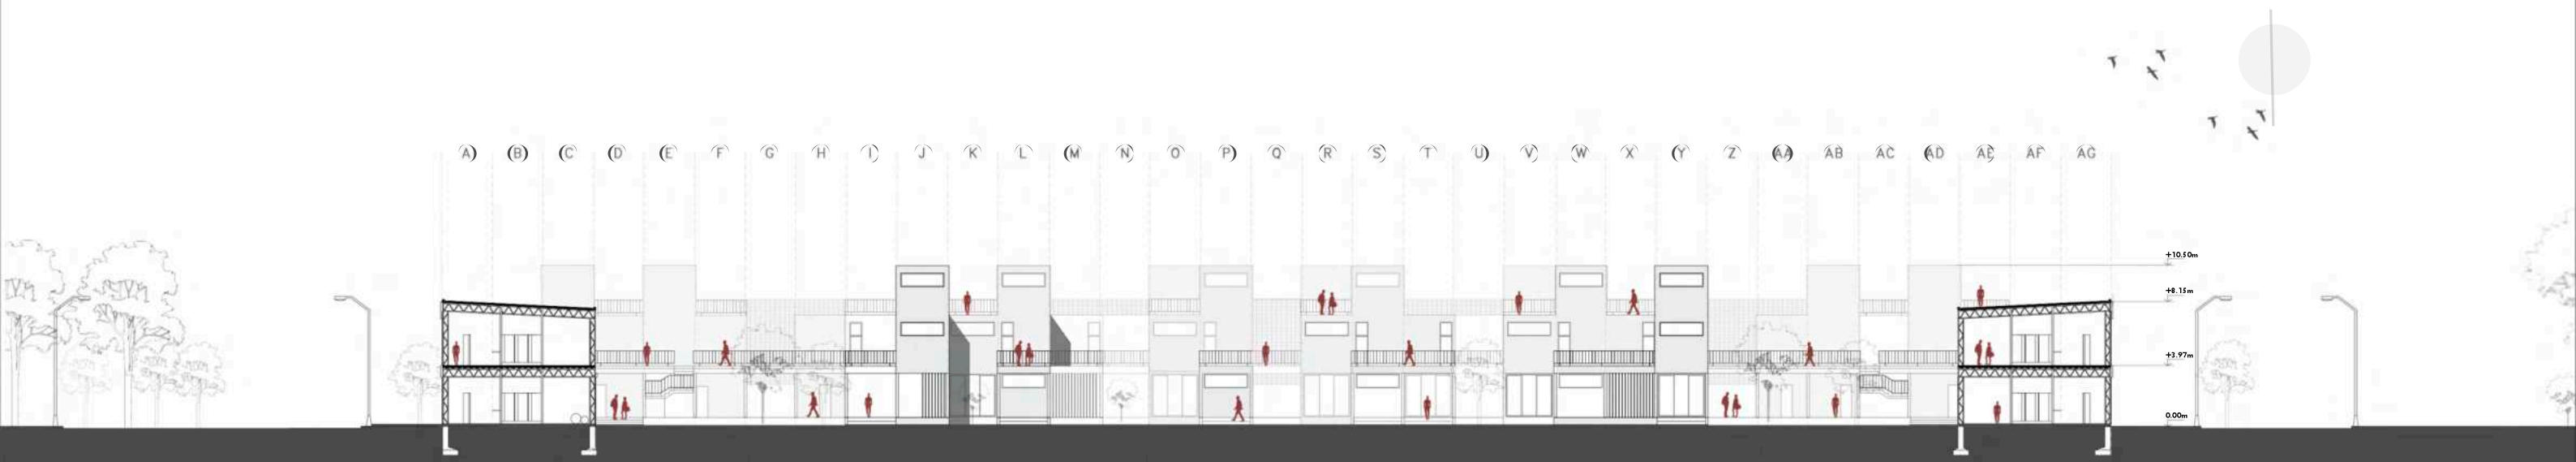 A B C D E F G H I J K L M N O P Q R S T U V W X Y Z AA AB AC AD AE AF AG
+10.50m
+8.15m
+3.97m
0.00m